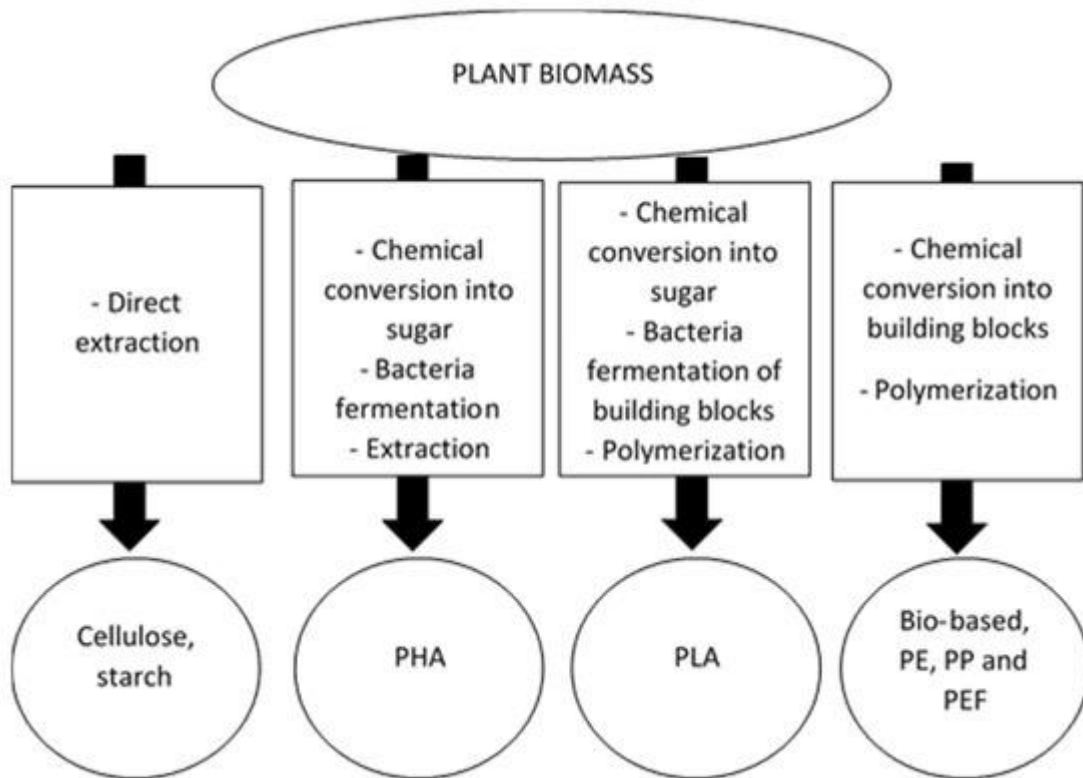 PLANT BIOMASS
- Direct
extraction
- Chemical
conversion into
sugar
- Bacteria
fermentation
- Extraction
- Chemical
conversion into
sugar
- Bacteria
fermentation of
building blocks
- Polymerization
- Chemical
conversion into
building blocks
- Polymerization
Cellulose,
starch
PHA
PLA
Bio-based,
PE, PP and
PEF